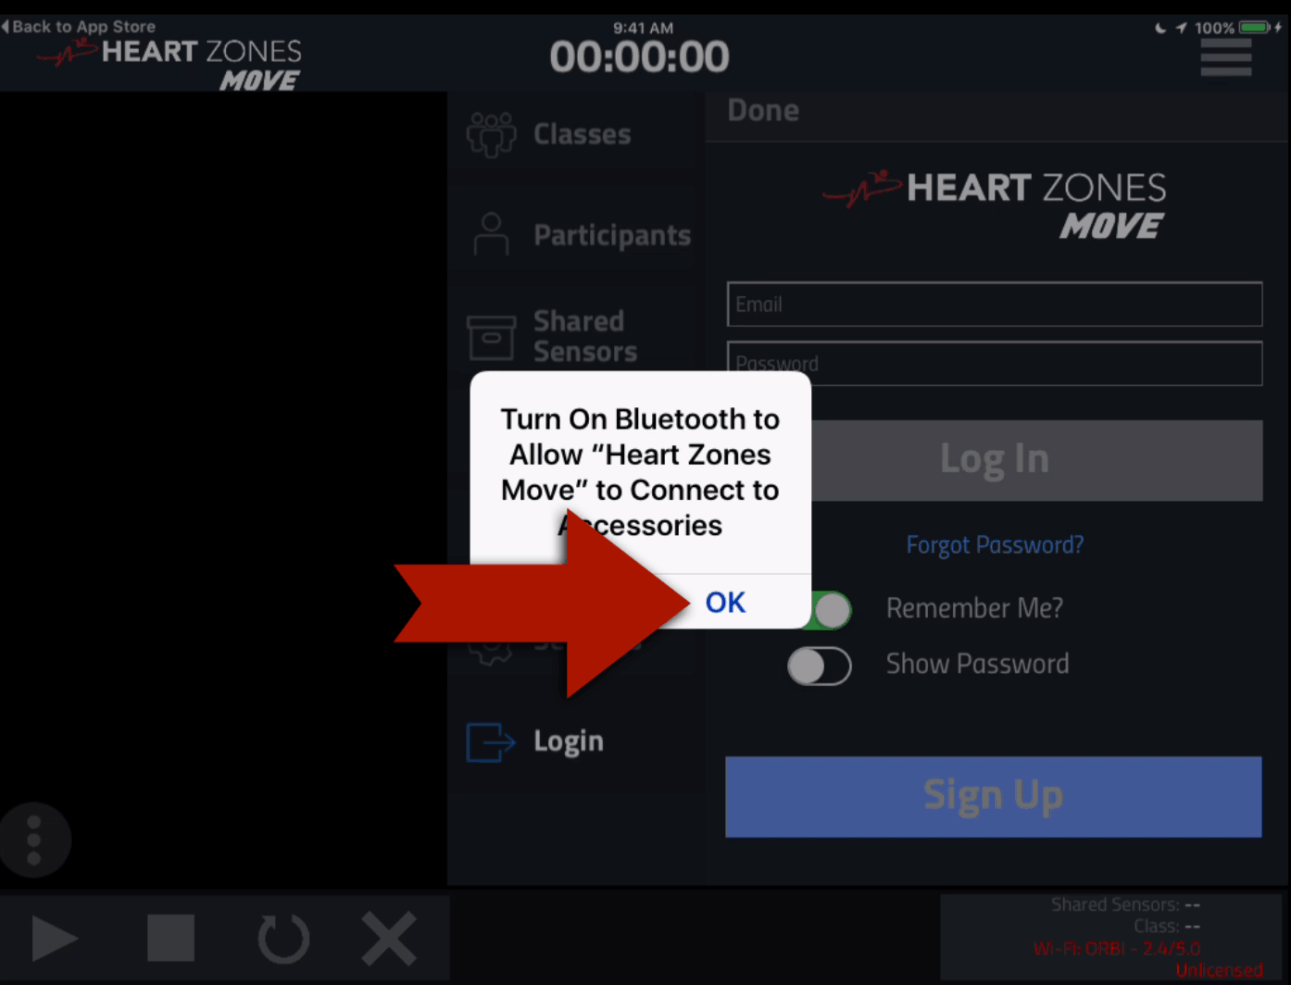 Back to App Store
9:41 AM
100%
HEART ZONES
MOVE
00:00:00
Classes
Participants
Shared
Sensors
Login
Done
HEART ZONES
MOVE
Email
Password
Log In
Forgot Password?
Remember Me?
Show Password
Sign Up
Turn On Bluetooth to
Allow “Heart Zones
Move” to Connect to
Accessories
OK
Shared Sensors: --
Class: --
Wi-Fi: ORBI - 2.4/5.0
Unlicensed